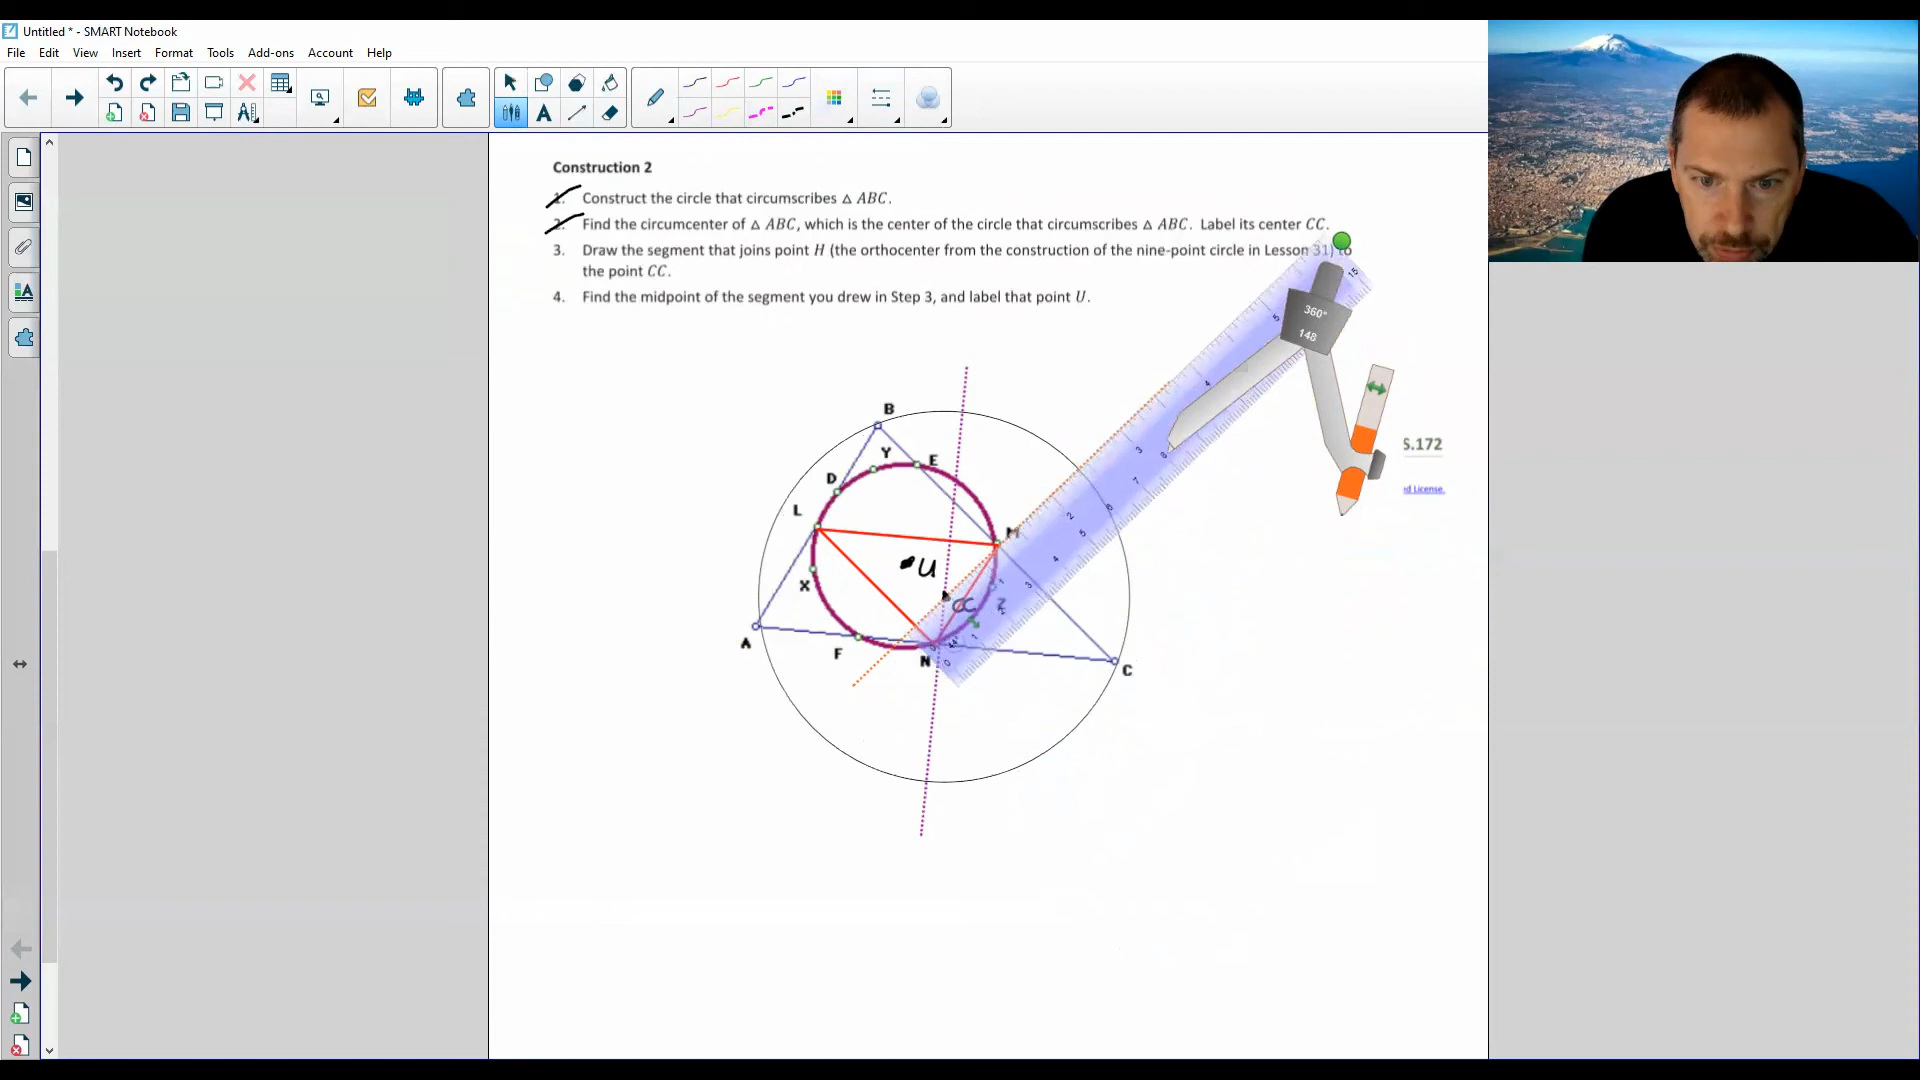 Untitled * - SMART Notebook
File Edit View Insert Format Tools Add-ons Account Help
Construction 2
1. Construct the circle that circumscribes △ ABC.
2. Find the circumcenter of △ ABC, which is the center of the circle that circumscribes △ ABC. Label its center CC.
3. Draw the segment that joins point H (the orthocenter from the construction of the nine-point circle in Lesson 31) to
the point CC.
4. Find the midpoint of the segment you drew in Step 3, and label that point U.
360°
148
S.172
d License.
B
Y E
D
L
M
X
U
CC Z
A
F
N
C